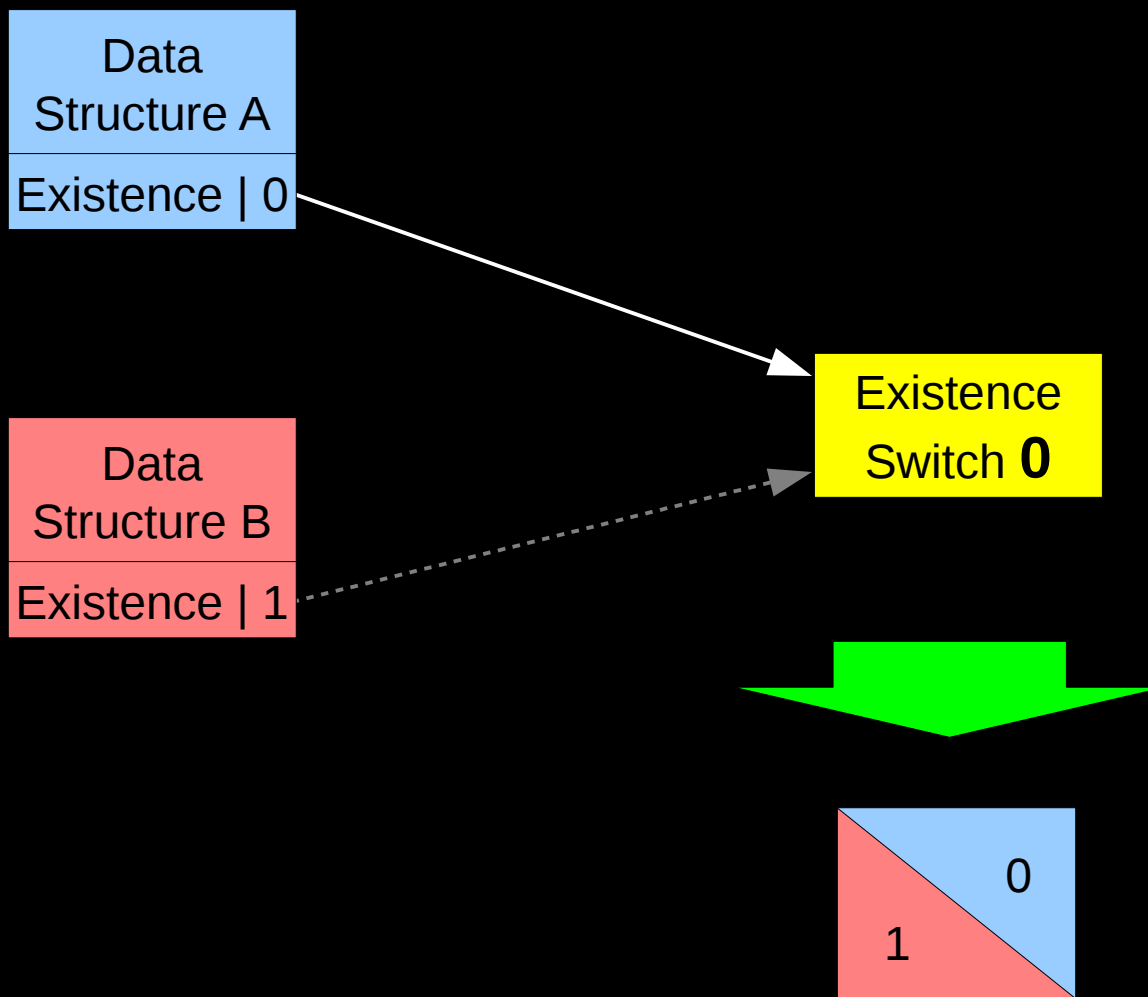 Data
Structure A
Existence | 0
Existence
Switch 0
Data
Structure B
Existence | 1
0
1